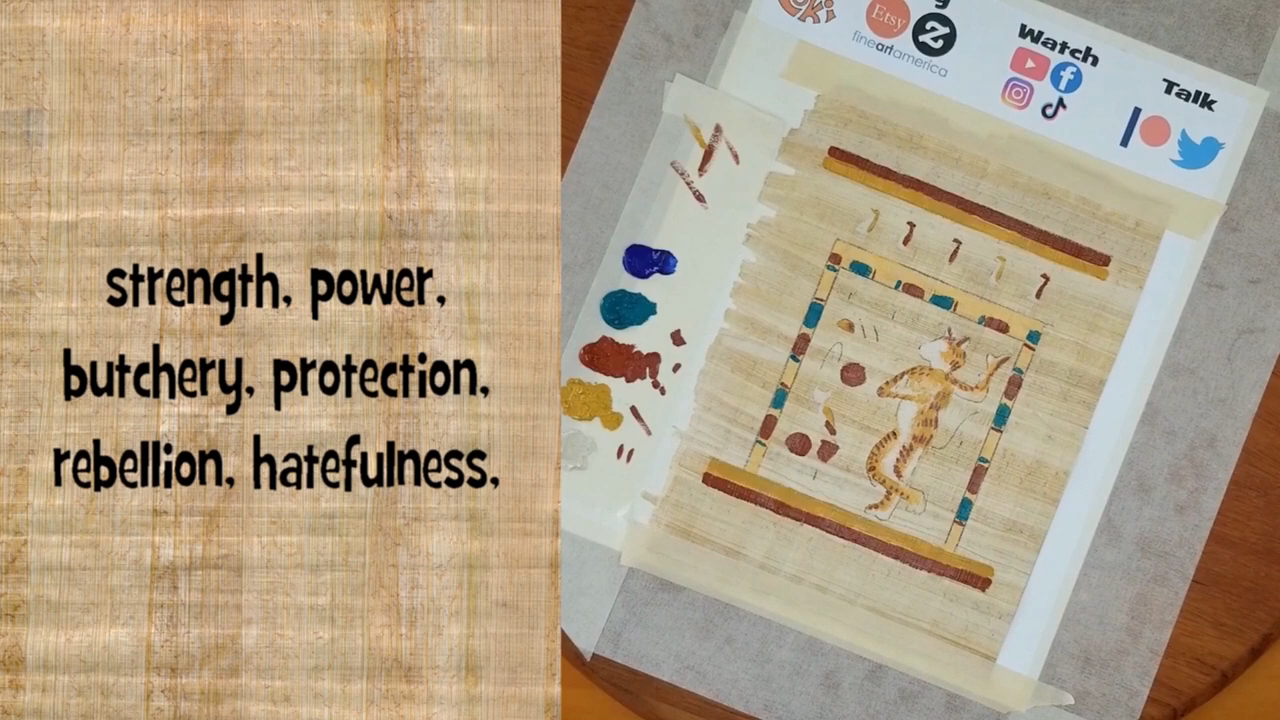 strength, power,
butchery, protection,
rebellion, hatefulness,
Etsy
fineartamerica
Watch
Talk